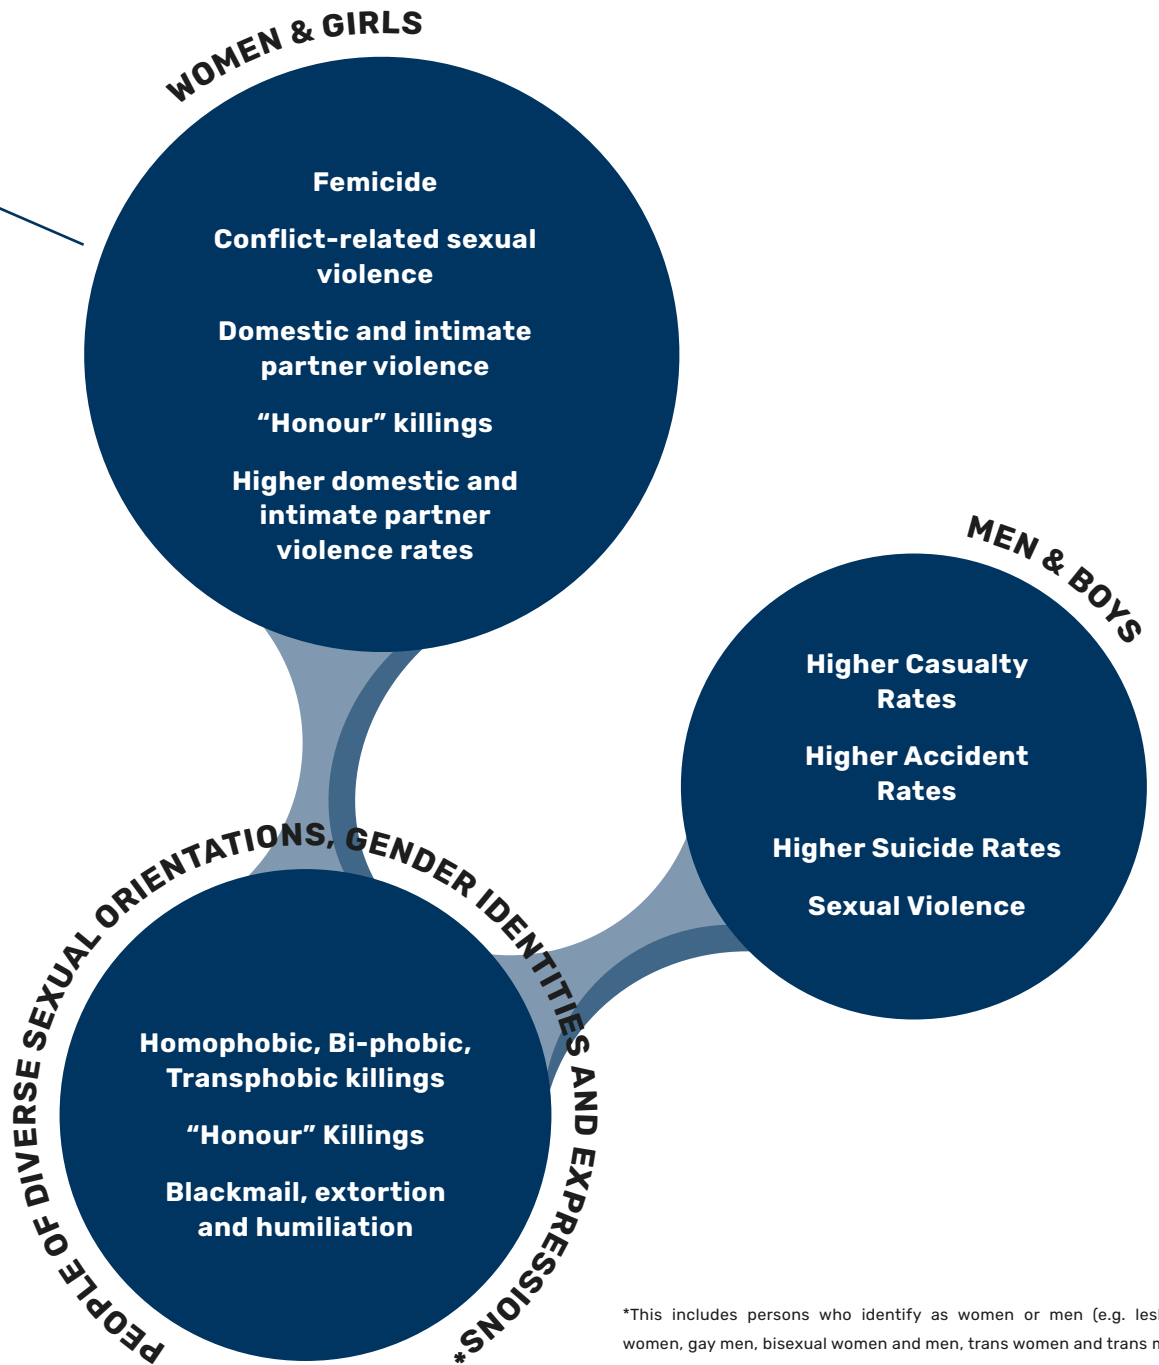 WOMEN & GIRLS
Femicide
Conflict-related sexual
violence
Domestic and intimate
partner violence
“Honour” killings
Higher domestic and
intimate partner
violence rates
MEN & BOYS
Higher Casualty
Rates
Higher Accident
Rates
Higher Suicide Rates
Sexual Violence
PEOPLE OF DIVERSE SEXUAL ORIENTATIONS, GENDER IDENTITIES AND EXPRESSIONS*
Homophobic, Bi-phobic,
Transphobic killings
“Honour” Killings
Blackmail, extortion
and humiliation
*This includes persons who identify as women or men (e.g.
women, gay men, bisexual women and men, trans women and trans